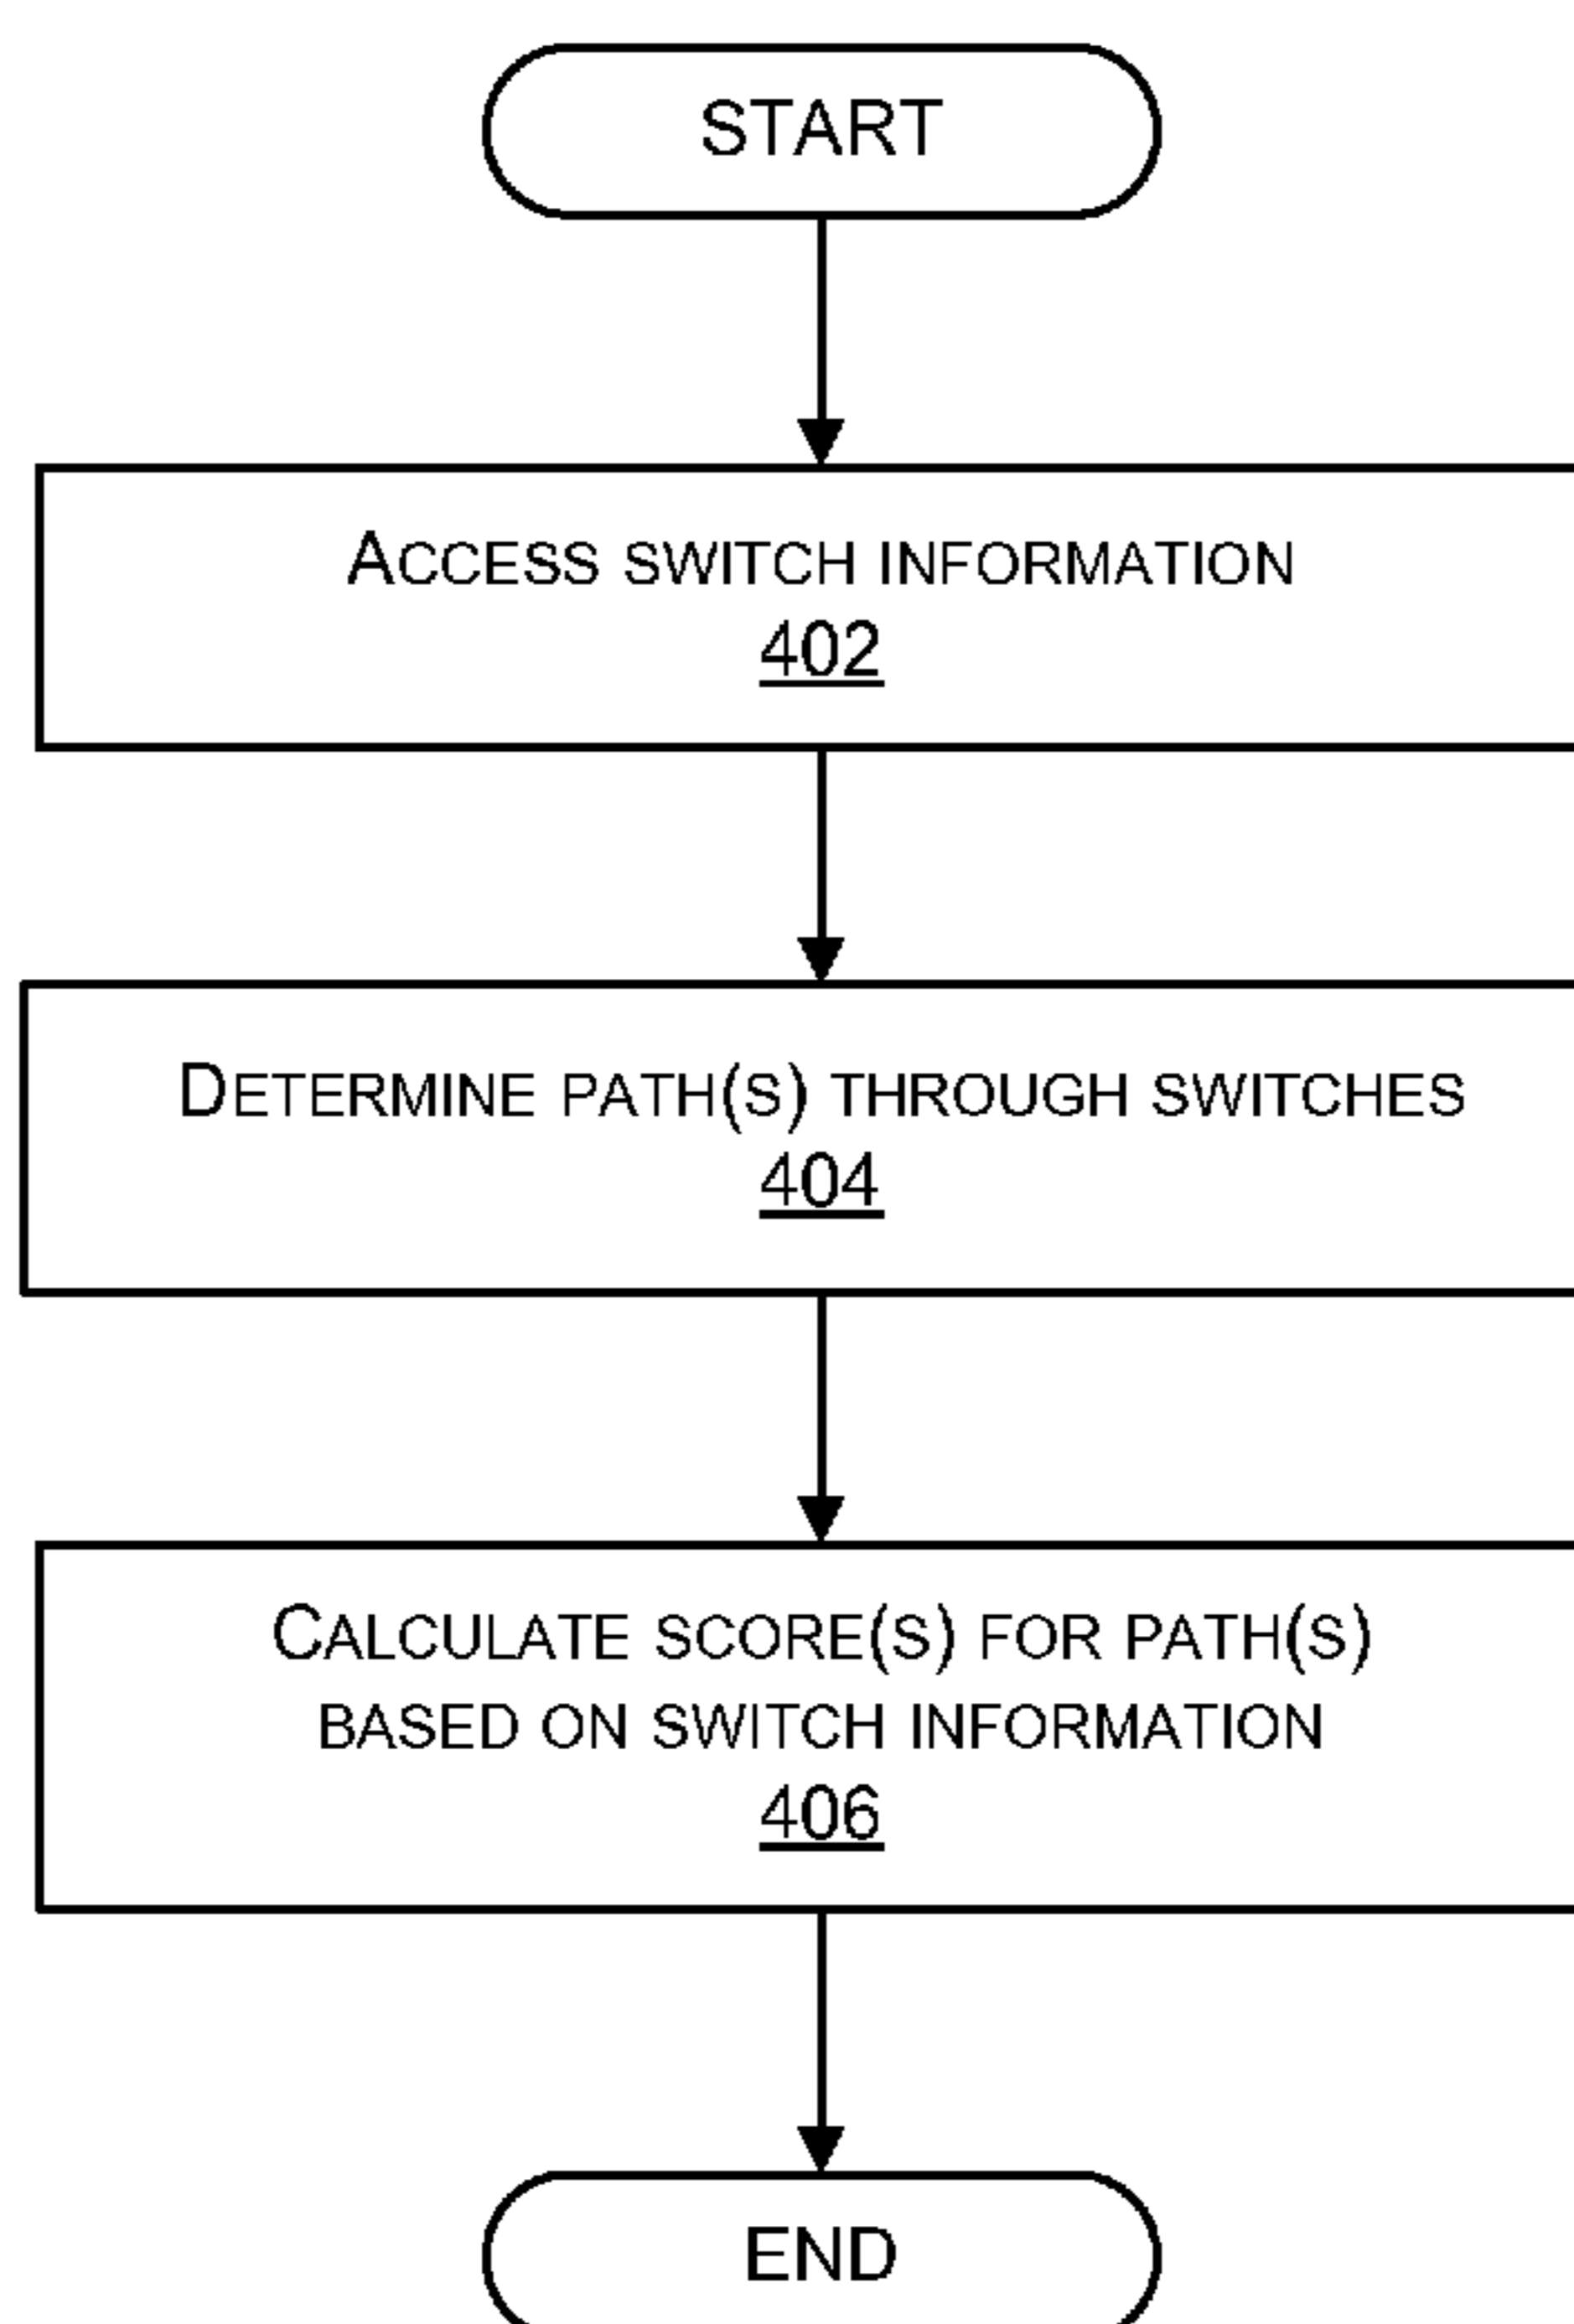 START
ACCESS SWITCH INFORMATION
402
DETERMINE PATH(S) THROUGH SWITCHES
404
CALCULATE SCORE(S) FOR PATH(S)
BASED ON SWITCH INFORMATION
406
END